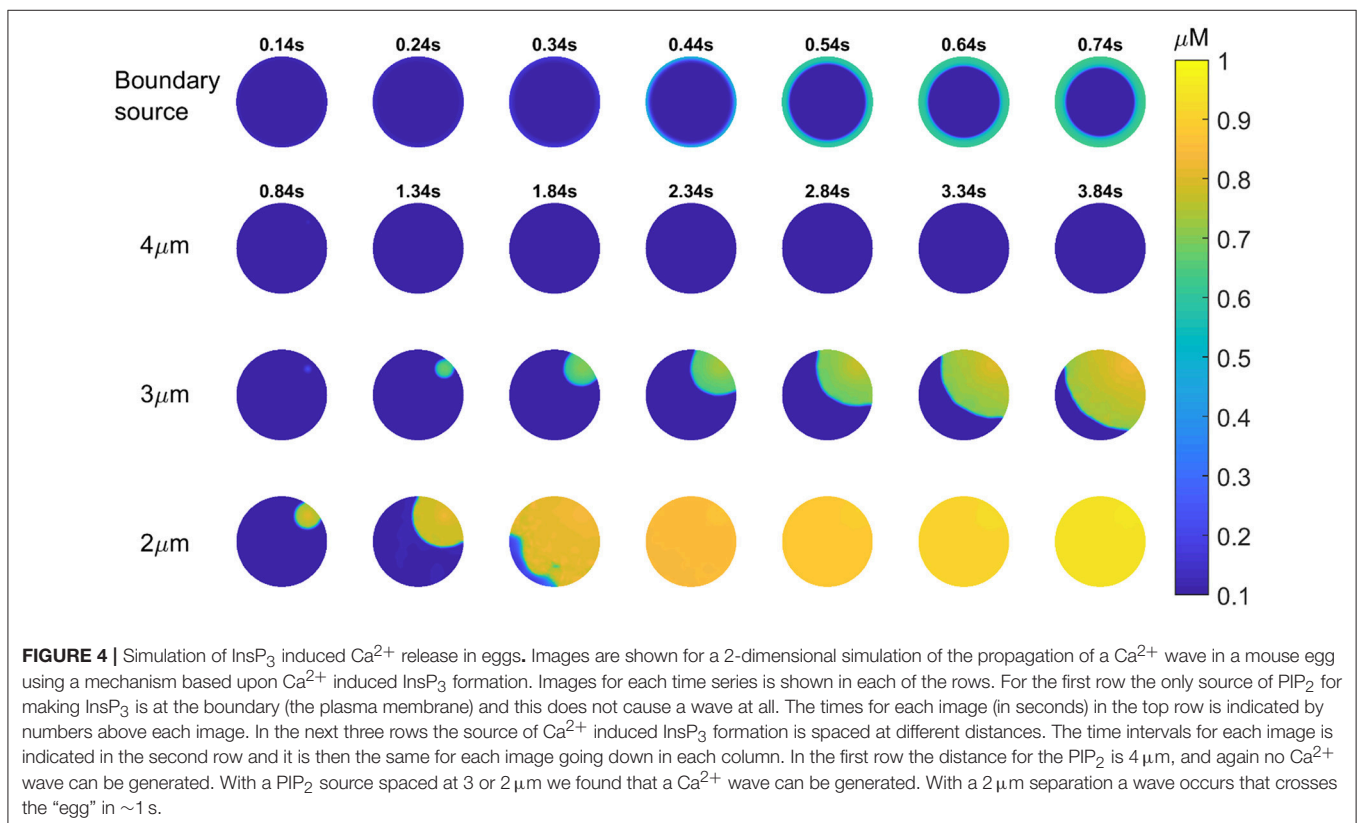 0.14s 0.24s 0.34s 0.44s 0.54s 0.64s 0.74s
μM
Boundary
source
0.84s 1.34s 1.84s 2.34s 2.84s 3.34s 3.84s
4μm
3μm
2μm
1
0.9
0.8
0.7
0.6
0.5
0.4
0.3
0.2
0.1
FIGURE 4 | Simulation of InsP3 induced Ca2+ release in eggs. Images are shown for a 2-dimensional simulation of the propagation of a Ca2+ wave in a mouse egg
using a mechanism based upon Ca2+ induced InsP3 formation. Images for each time series is shown in each of the rows. For the first row the only source of PIP2 for
making InsP3 is at the boundary (the plasma membrane) and this does not cause a wave at all. The times for each image (in seconds) in the top row is indicated by
numbers above each image. In the next three rows the source of Ca2+ induced InsP3 formation is spaced at different distances. The time intervals for each image is
indicated in the second row and it is then the same for each image going down in each column. In the first row the distance for the PIP2 is 4 μm, and again no Ca2+
wave can be generated. With a PIP2 source spaced at 3 or 2 μm we found that a Ca2+ wave can be generated. With a 2 μm separation a wave occurs that crosses
the “egg” in ∼1 s.